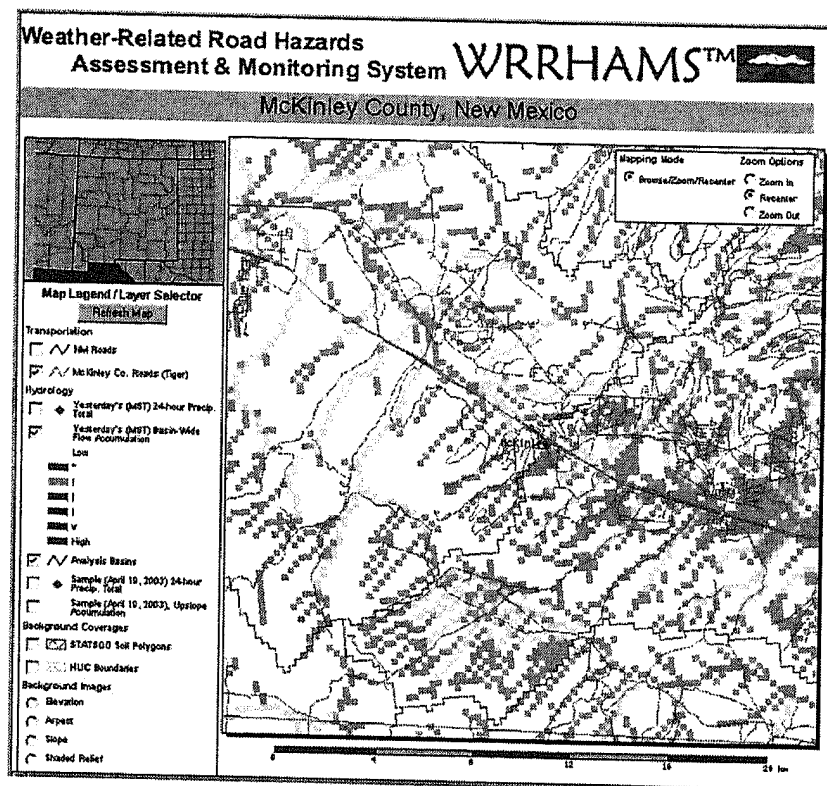 Weather-Related Road Hazards
Assessment & Monitoring System WRRHAMS™
McKinley County, New Mexico
Mapping Mode
Zoom Options
Browse/Zoom/Recenter
Zoom In
Recenter
Zoom Out
Map Legend / Layer Selector
Refresh Map
Transportation
NM Roads
McKinley Co. Roads (Tiger)
Hydrology
Yesterday's (MST) 24-hour Precip.
Total
Yesterday's (MST) Basin-Wide
Flow Accumulation
Low
^
|
|
|
v
High
Analysis Basins
Sample (April 19, 2003) 24-hour
Precip. Total
Sample (April 19, 2003), Upslope
Accumulation
Background Coverages
STATSGO Soil Polygons
HUC Boundaries
Background Images
Elevation
Aspect
Slope
Shaded Relief
McKinley
0 4 8 12 16 20 km